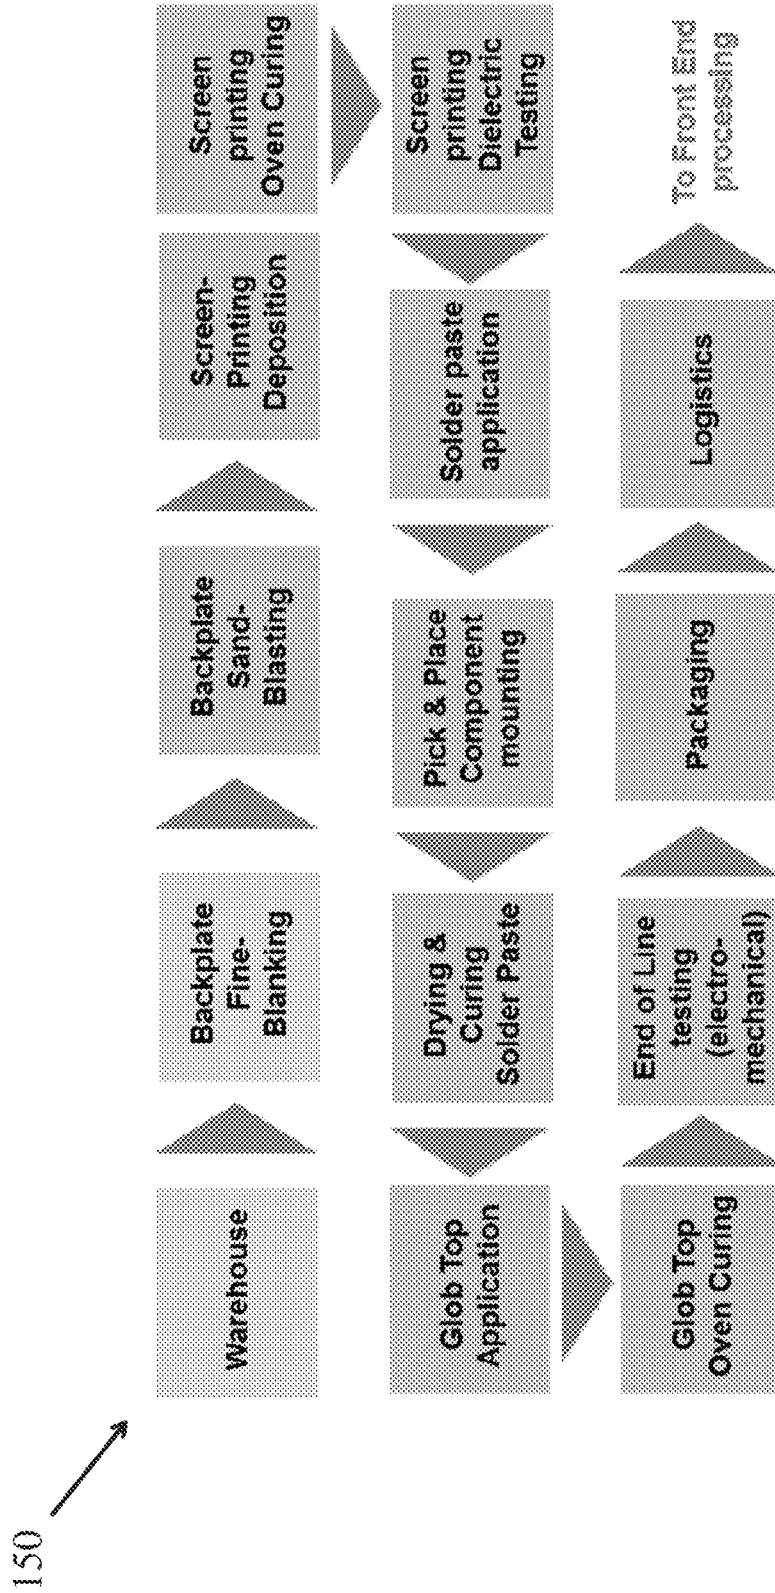 150
Warehouse
Backplate
Fine-
Blanking
Backplate
Sand-
Blasting
Screen-
Printing
Deposition
Screen
printing
Oven Curing
Screen
printing
Dielectric
Testing
Solder paste
application
Pick & Place
Component
mounting
Drying &
Curing
Solder Paste
Glob Top
Application
Glob Top
Oven Curing
End of Line
testing
(electro-
mechanical)
Packaging
Logistics
To Front End
processing